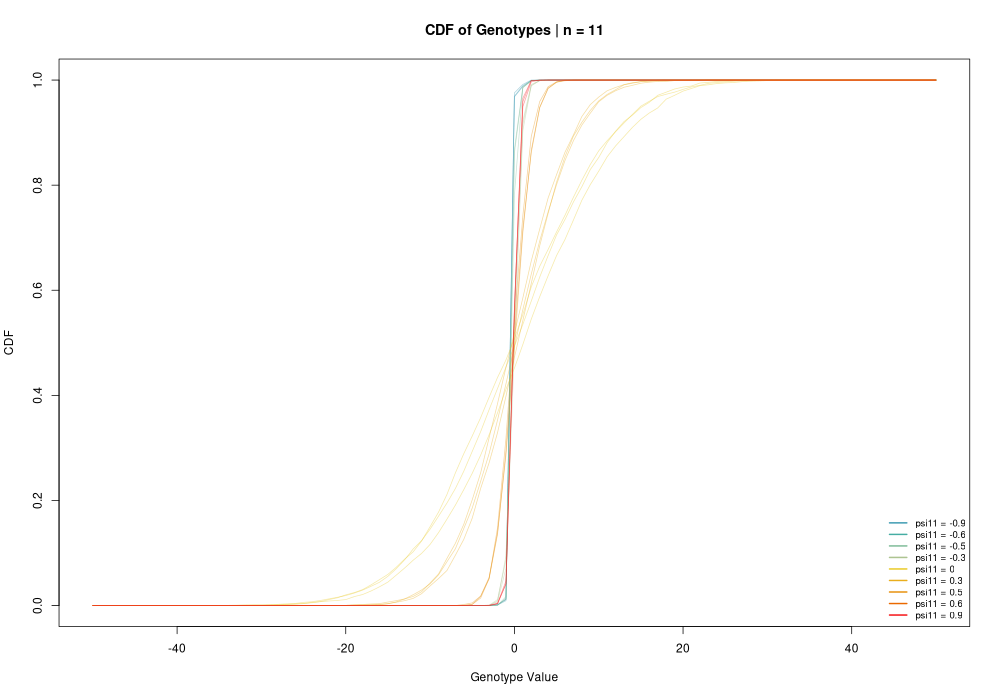 CDF of Genotypes | n = 11
CDF
1.0
0.8
0.6
0.4
0.2
0.0
-40 -20 0 20 40
Genotype Value
psi11 = -0.9
psi11 = -0.6
psi11 = -0.5
psi11 = -0.3
psi11 = 0
psi11 = 0.3
psi11 = 0.5
psi11 = 0.6
psi11 = 0.9